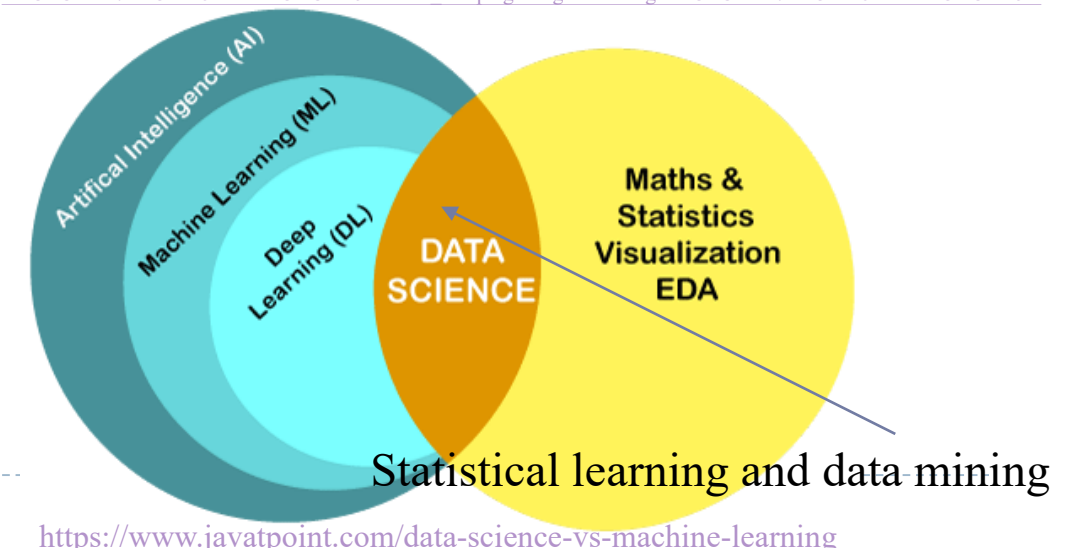 Artifical Intelligence (AI)
Machine Learning (ML)
Deep
Learning (DL)
DATA
SCIENCE
Maths &
Statistics
Visualization
EDA
Statistical learning and data mining
https://www.javatpoint.com/data-science-vs-machine-learning